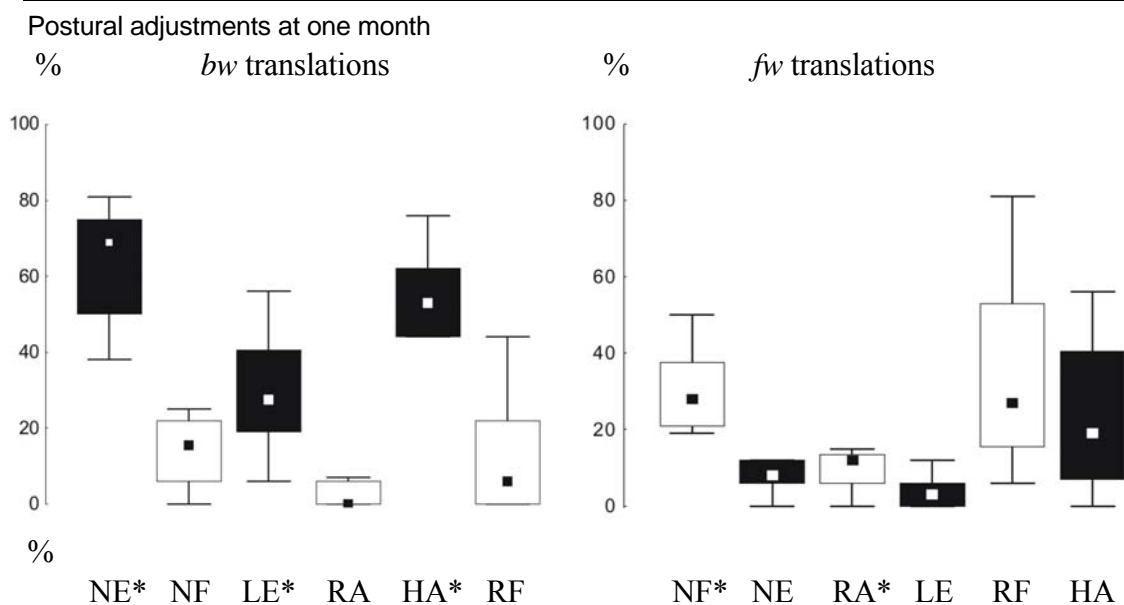 Postural adjustments at one month
% bw translations % fw translations
100 100
80 80
60 60
40 40
20 20
0 0
%
NE* NF LE* RA HA* RF NF* NE RA* LE RF HA